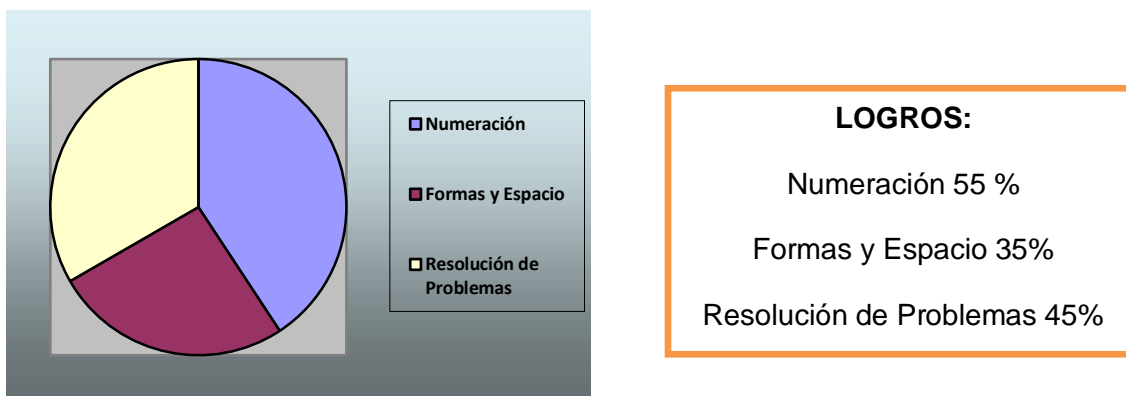 Numeración
Formas y Espacio
Resolución de
Problemas
LOGROS:
Numeración 55 %
Formas y Espacio 35%
Resolución de Problemas 45%